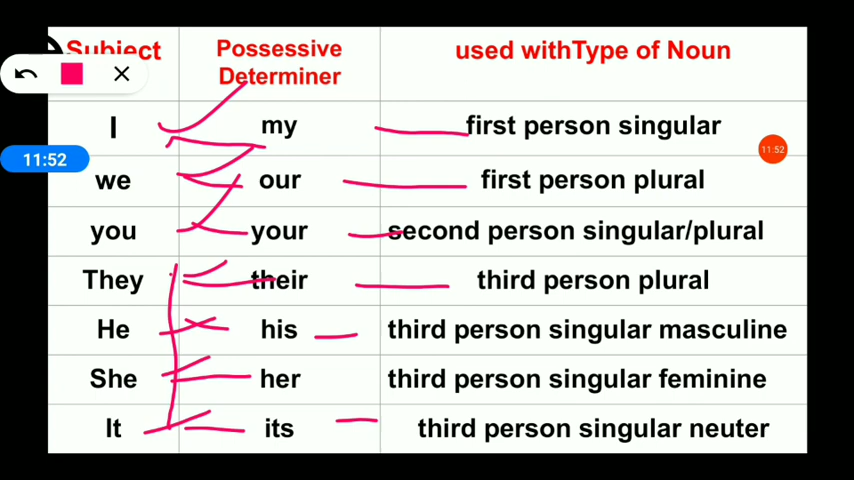 Subject Possessive Determiner used withType of Noun
I my first person singular
we our first person plural
you your second person singular/plural
They their third person plural
He his third person singular masculine
She her third person singular feminine
It its third person singular neuter
11:52
11:52